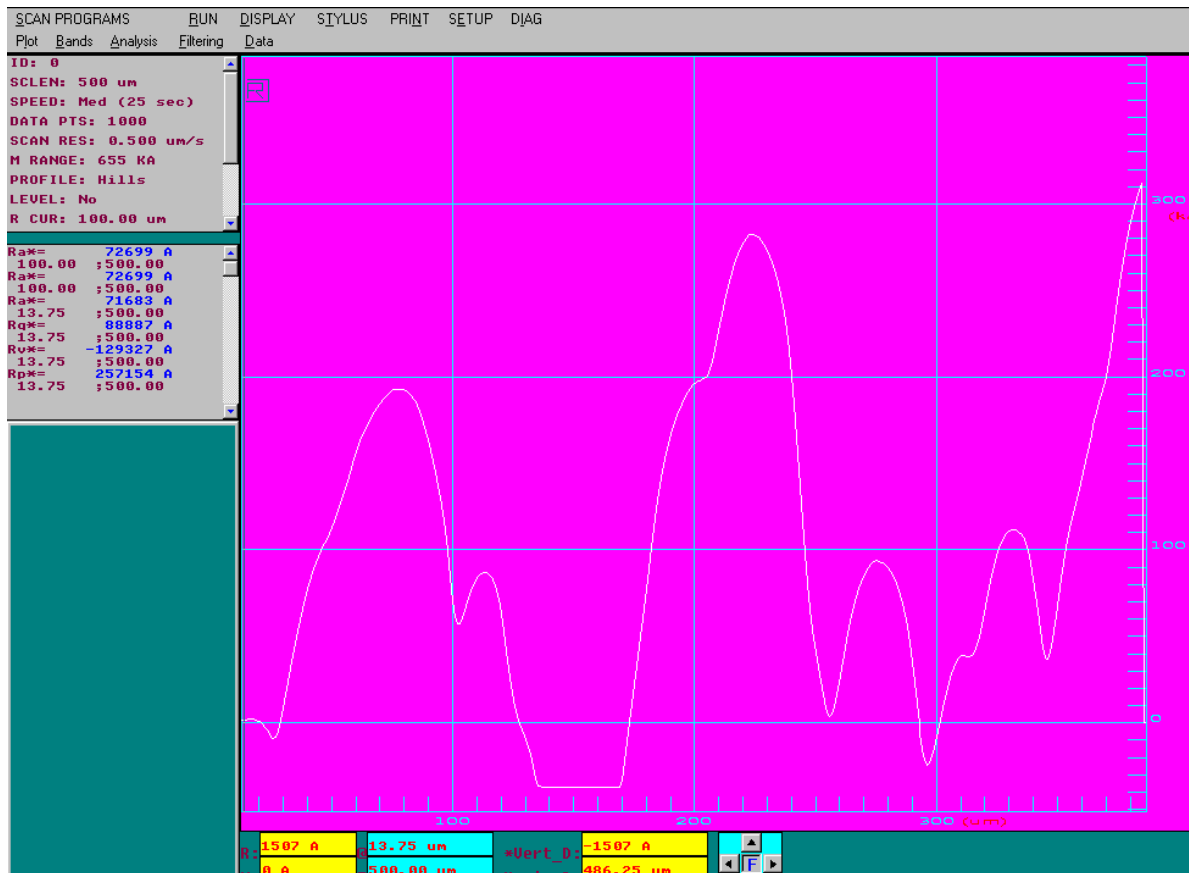 SCAN PROGRAMS RUN DISPLAY STYLUS PRINT SETUP DIAG
Plot Bands Analysis Filtering Data
ID: 0
SCLEN: 500 um
SPEED: Med (25 sec)
DATA PTS: 1000
SCAN RES: 0.500 um/s
M RANGE: 655 KA
PROFILE: Hills
LEVEL: No
R CUR: 100.00 um
Ra*= 72699 A
100.00 ;500.00
Ra*= 72699 A
100.00 ;500.00
Ra*= 71683 A
13.75 ;500.00
Rq*= 88887 A
13.75 ;500.00
Rv*= -129327 A
13.75 ;500.00
Rp*= 257154 A
13.75 ;500.00
R
300
200
100
0
100 200 300 (um)
R: 1507 A @ 13.75 um *Vert_D: -1507 A
0 A 500.00 um 486.25 um
F